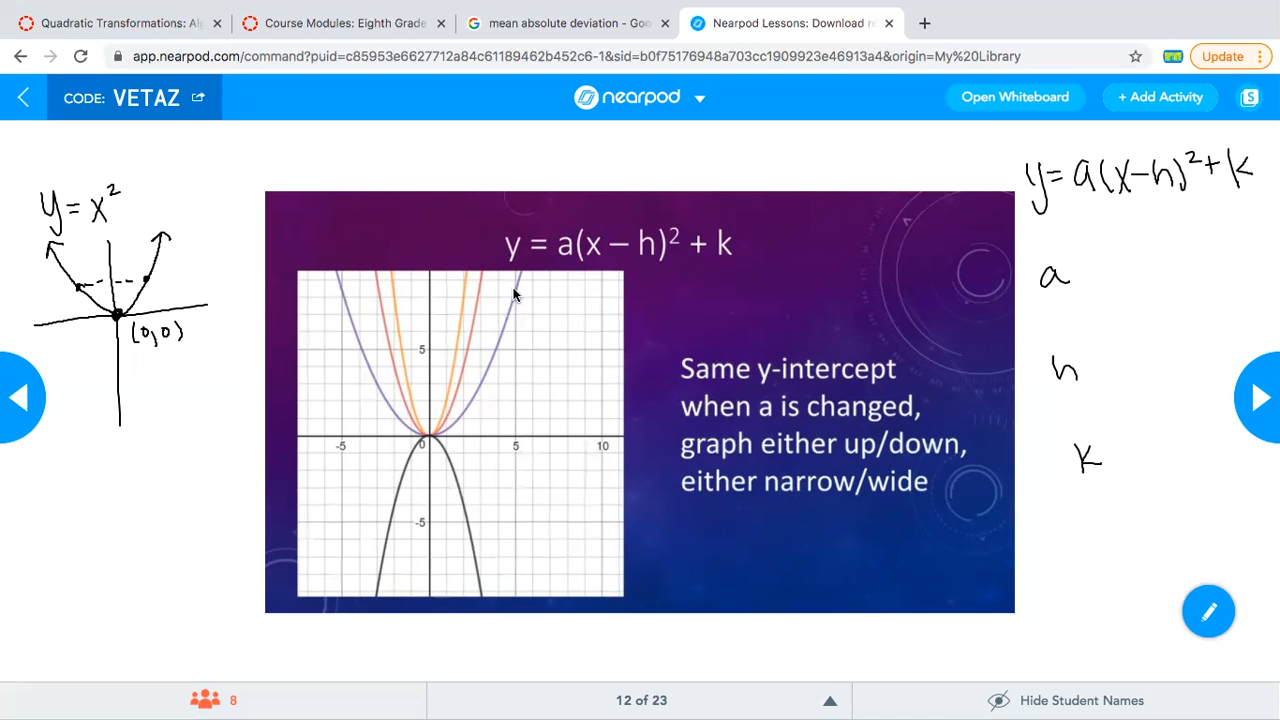 Quadratic Transformations: Al
Course Modules: Eighth Grade
mean absolute deviation - Goo
Nearpod Lessons: Download re
app.nearpod.com/command?puid=c85953e6627712a84c61189462b452c6-1&sid=b0f75176948a703cc1909923e46913a4&origin=My%20Library
Update
CODE: VETAZ
nearpod
Open Whiteboard
+ Add Activity
S
y = x²
(0,0)
y = a(x – h)² + k
5
-5 0 5 10
-5
Same y-intercept
when a is changed,
graph either up/down,
either narrow/wide
y = a(x-h)² + k
a
h
k
8
12 of 23
Hide Student Names